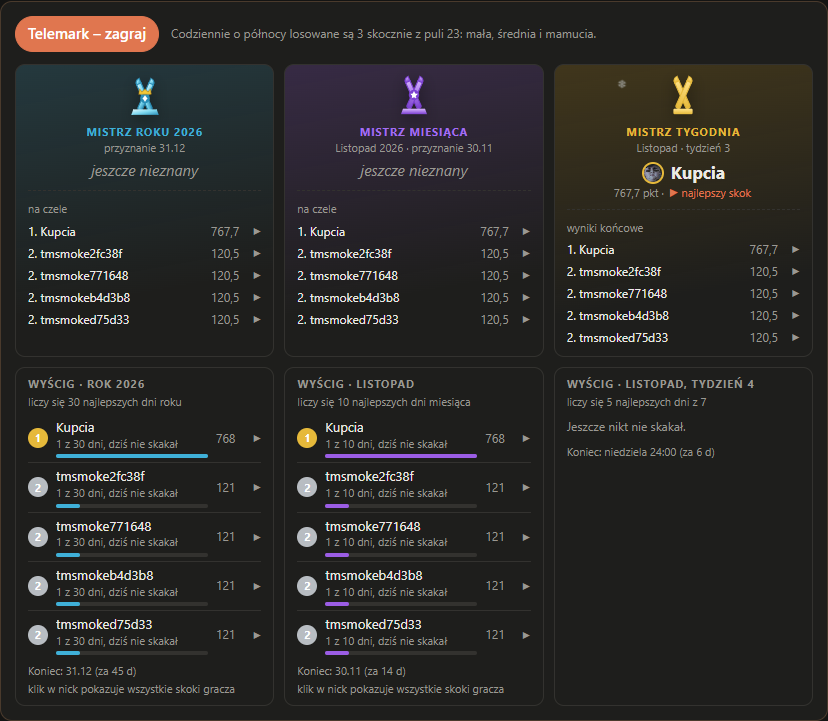 Telemark – zagraj
Codziennie o północy losowane są 3 skocznie z puli 23: mała, średnia i mamucia.
MISTRZ ROKU 2026
przyznanie 31.12
jeszcze nieznany
na czele
1. Kupcia 767,7 ▶
2. tmsmoke2fc38f 120,5 ▶
2. tmsmoke771648 120,5 ▶
2. tmsmokeb4d3b8 120,5 ▶
2. tmsmoked75d33 120,5 ▶
MISTRZ MIESIĄCA
Listopad 2026 · przyznanie 30.11
jeszcze nieznany
na czele
1. Kupcia 767,7 ▶
2. tmsmoke2fc38f 120,5 ▶
2. tmsmoke771648 120,5 ▶
2. tmsmokeb4d3b8 120,5 ▶
2. tmsmoked75d33 120,5 ▶
MISTRZ TYGODNIA
Listopad · tydzień 3
Kupcia
767,7 pkt · ▶ najlepszy skok
wyniki końcowe
1. Kupcia 767,7 ▶
2. tmsmoke2fc38f 120,5 ▶
2. tmsmoke771648 120,5 ▶
2. tmsmokeb4d3b8 120,5 ▶
2. tmsmoked75d33 120,5 ▶
WYŚCIG · ROK 2026
liczy się 30 najlepszych dni roku
Kupcia
1 1 z 30 dni, dziś nie skakał 768 ▶
tmsmoke2fc38f
2 1 z 30 dni, dziś nie skakał 121 ▶
tmsmoke771648
2 1 z 30 dni, dziś nie skakał 121 ▶
tmsmokeb4d3b8
2 1 z 30 dni, dziś nie skakał 121 ▶
tmsmoked75d33
2 1 z 30 dni, dziś nie skakał 121 ▶
Koniec: 31.12 (za 45 d)
klik w nick pokazuje wszystkie skoki gracza
WYŚCIG · LISTOPAD
liczy się 10 najlepszych dni miesiąca
Kupcia
1 1 z 10 dni, dziś nie skakał 768 ▶
tmsmoke2fc38f
2 1 z 10 dni, dziś nie skakał 121 ▶
tmsmoke771648
2 1 z 10 dni, dziś nie skakał 121 ▶
tmsmokeb4d3b8
2 1 z 10 dni, dziś nie skakał 121 ▶
tmsmoked75d33
2 1 z 10 dni, dziś nie skakał 121 ▶
Koniec: 30.11 (za 14 d)
klik w nick pokazuje wszystkie skoki gracza
WYŚCIG · LISTOPAD, TYDZIEŃ 4
liczy się 5 najlepszych dni z 7
Jeszcze nikt nie skakał.
Koniec: niedziela 24:00 (za 6 d)